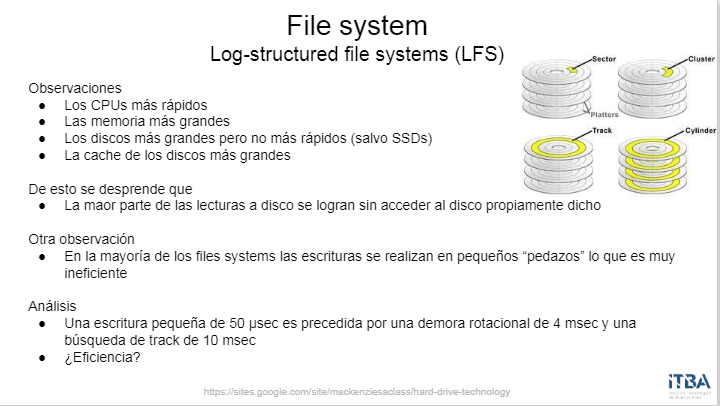 File system
Log-structured file systems (LFS)
Sector
Cluster
Platters
Track
Cylinder
Observaciones
● Los CPUs más rápidos
● Las memoria más grandes
● Los discos más grandes pero no más rápidos (salvo SSDs)
● La cache de los discos más grandes
De esto se desprende que
● La maor parte de las lecturas a disco se logran sin acceder al disco propiamente dicho
Otra observación
● En la mayoría de los files systems las escrituras se realizan en pequeños “pedazos” lo que es muy
ineficiente
Análisis
● Una escritura pequeña de 50 μsec es precedida por una demora rotacional de 4 msec y una
búsqueda de track de 10 msec
● ¿Eficiencia?
https://sites.google.com/site/mackenziesaclass/hard-drive-technology
ITBA